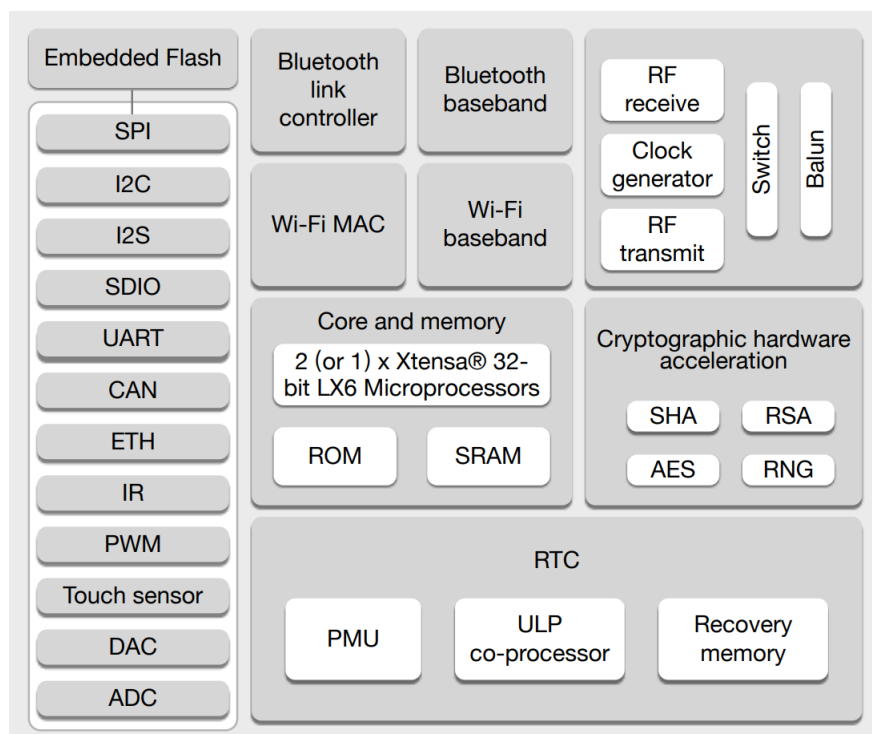 Embedded Flash
SPI
I2C
I2S
SDIO
UART
CAN
ETH
IR
PWM
Touch sensor
DAC
ADC
Bluetooth
link
controller
Bluetooth
baseband
Wi-Fi MAC
Wi-Fi
baseband
RF
receive
Clock
generator
RF
transmit
Switch
Balun
Core and memory
2 (or 1) x Xtensa® 32-
bit LX6 Microprocessors
ROM
SRAM
Cryptographic hardware
acceleration
SHA
RSA
AES
RNG
RTC
PMU
ULP
co-processor
Recovery
memory